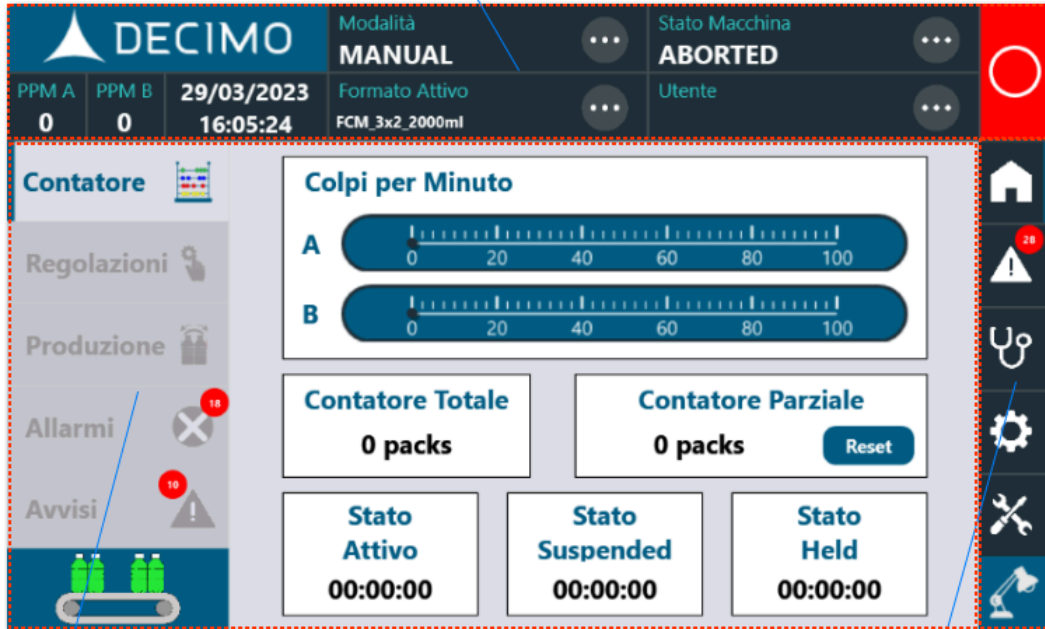 DECIMO
Modalità
MANUAL
Stato Macchina
ABORTED
PPM A
0
PPM B
0
29/03/2023
16:05:24
Formato Attivo
FCM_3x2_2000ml
Utente
Contatore
Regolazioni
Produzione
Allarmi
18
Avvisi
10
Colpi per Minuto
A
0 20 40 60 80 100
B
0 20 40 60 80 100
Contatore Totale
0 packs
Contatore Parziale
0 packs
Reset
Stato
Attivo
00:00:00
Stato
Suspended
00:00:00
Stato
Held
00:00:00
28